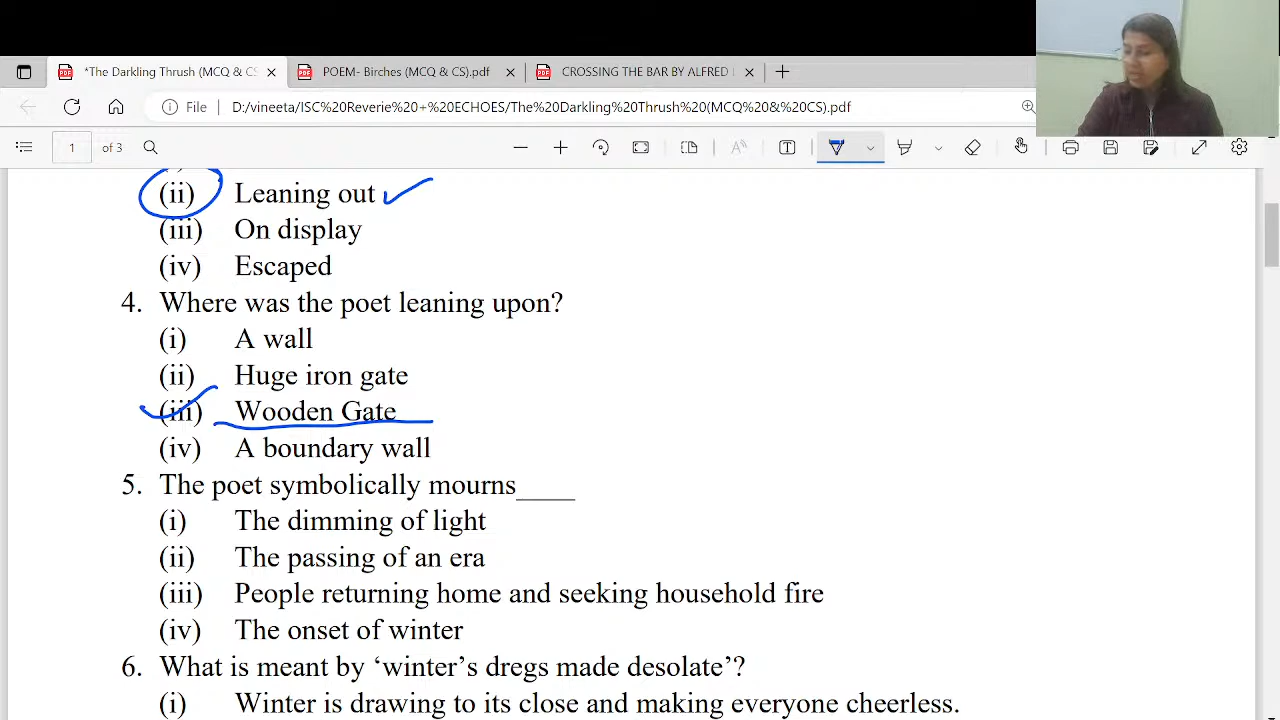 *The Darkling Thrush (MCQ & CS
POEM- Birches (MCQ & CS).pdf
CROSSING THE BAR BY ALFRED
File
D:/vineeta/ISC%20Reverie%20+%20ECHOES/The%20Darkling%20Thrush%20(MCQ%20&%20CS).pdf
1 of 3
(ii) Leaning out
(iii) On display
(iv) Escaped
4. Where was the poet leaning upon?
(i) A wall
(ii) Huge iron gate
(iii) Wooden Gate
(iv) A boundary wall
5. The poet symbolically mourns____
(i) The dimming of light
(ii) The passing of an era
(iii) People returning home and seeking household fire
(iv) The onset of winter
6. What is meant by ‘winter’s dregs made desolate’?
(i) Winter is drawing to its close and making everyone cheerless.